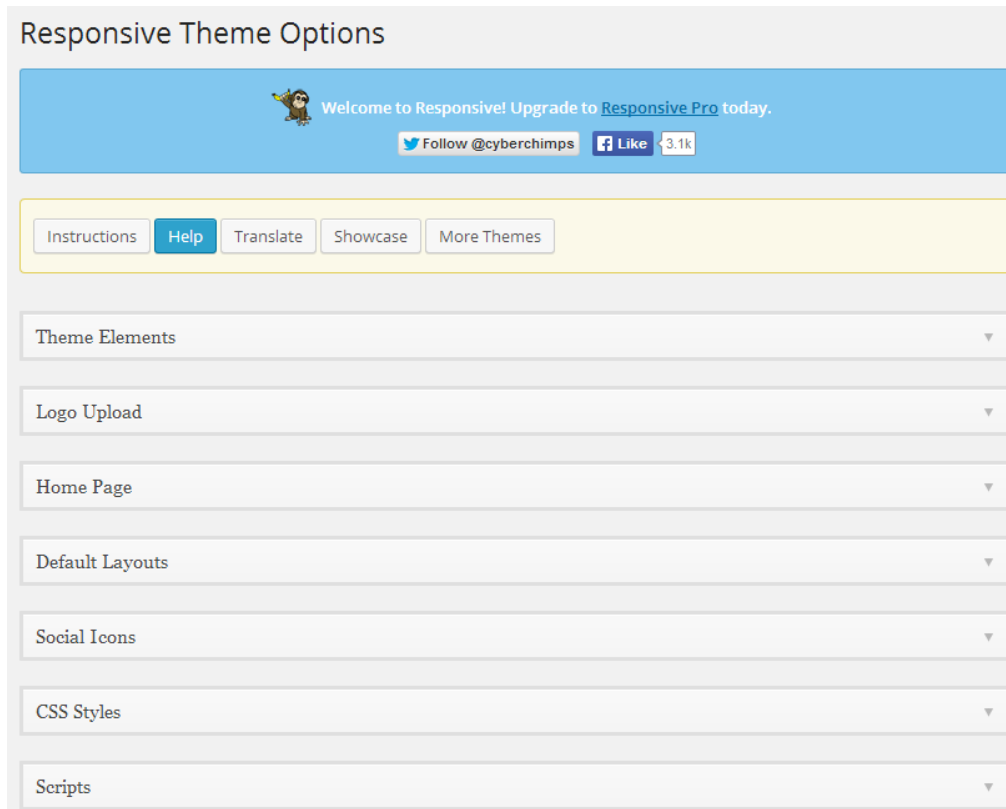 Responsive Theme Options
Welcome to Responsive! Upgrade to Responsive Pro today.
Follow @cyberchimps Like 3.1k
Instructions Help Translate Showcase More Themes
Theme Elements
Logo Upload
Home Page
Default Layouts
Social Icons
CSS Styles
Scripts